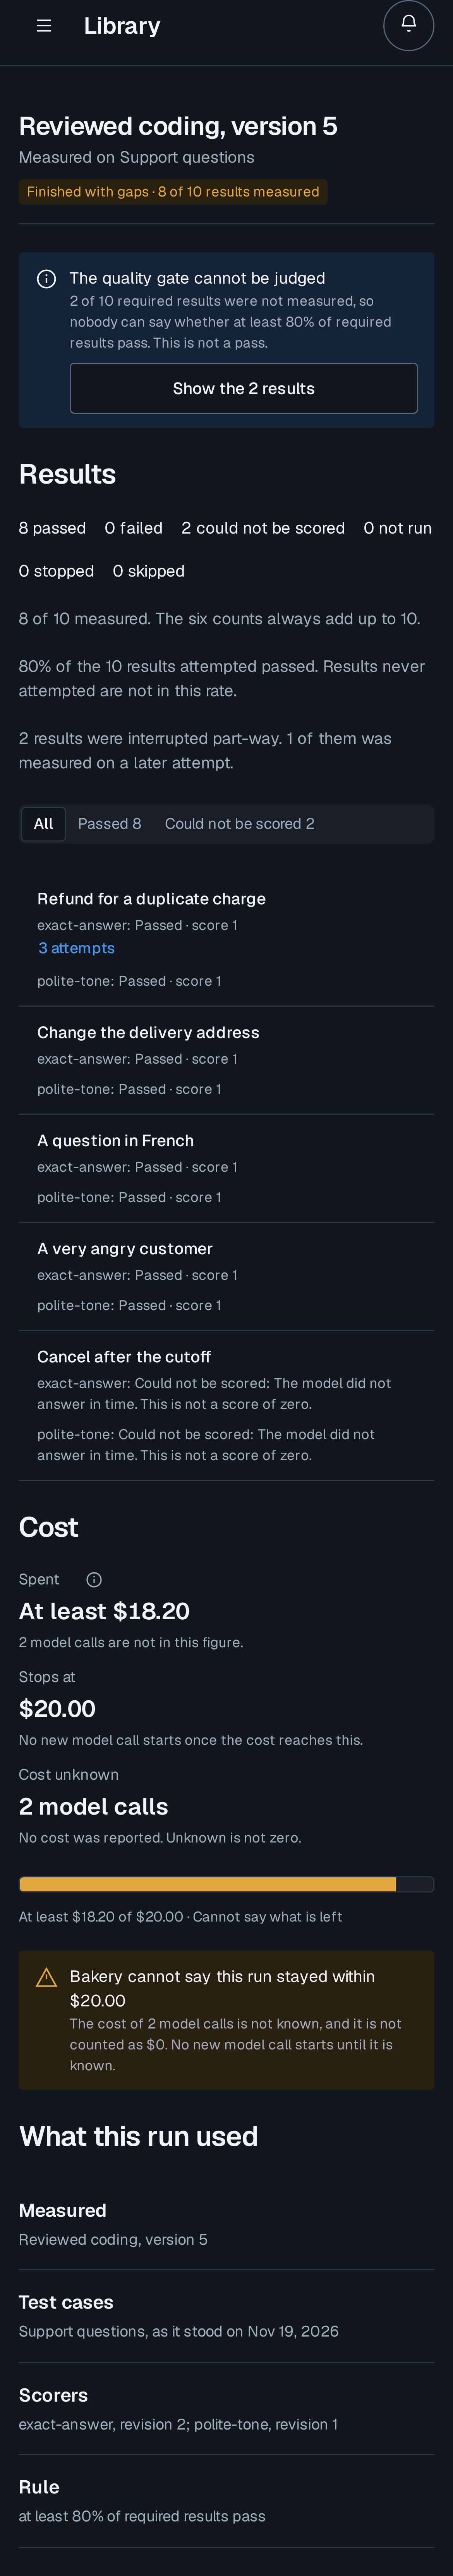 Library
Reviewed coding, version 5
Measured on Support questions
Finished with gaps · 8 of 10 results measured
The quality gate cannot be judged
2 of 10 required results were not measured, so
nobody can say whether at least 80% of required
results pass. This is not a pass.
Show the 2 results
Results
8 passed 0 failed 2 could not be scored 0 not run
0 stopped 0 skipped
8 of 10 measured. The six counts always add up to 10.
80% of the 10 results attempted passed. Results never
attempted are not in this rate.
2 results were interrupted part-way. 1 of them was
measured on a later attempt.
All Passed 8 Could not be scored 2
Refund for a duplicate charge
exact-answer: Passed · score 1
3 attempts
polite-tone: Passed · score 1
Change the delivery address
exact-answer: Passed · score 1
polite-tone: Passed · score 1
A question in French
exact-answer: Passed · score 1
polite-tone: Passed · score 1
A very angry customer
exact-answer: Passed · score 1
polite-tone: Passed · score 1
Cancel after the cutoff
exact-answer: Could not be scored: The model did not
answer in time. This is not a score of zero.
polite-tone: Could not be scored: The model did not
answer in time. This is not a score of zero.
Cost
Spent
At least $18.20
2 model calls are not in this figure.
Stops at
$20.00
No new model call starts once the cost reaches this.
Cost unknown
2 model calls
No cost was reported. Unknown is not zero.
At least $18.20 of $20.00 · Cannot say what is left
Bakery cannot say this run stayed within
$20.00
The cost of 2 model calls is not known, and it is not
counted as $0. No new model call starts until it is
known.
What this run used
Measured
Reviewed coding, version 5
Test cases
Support questions, as it stood on Nov 19, 2026
Scorers
exact-answer, revision 2; polite-tone, revision 1
Rule
at least 80% of required results pass